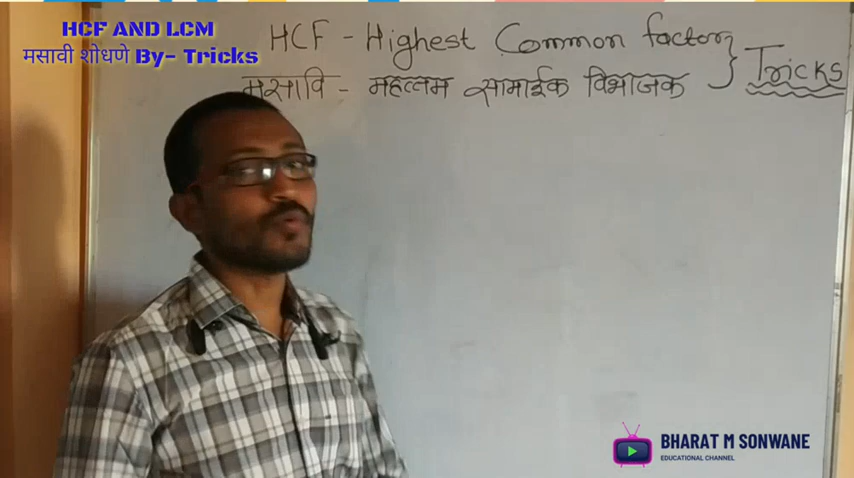 HCF AND LCM
मसावी शोधणे By- Tricks
HCF - Highest Common factor } Tricks
मसावि - महत्तम सामाईक विभाजक
BHARAT M SONWANE
EDUCATIONAL CHANNEL